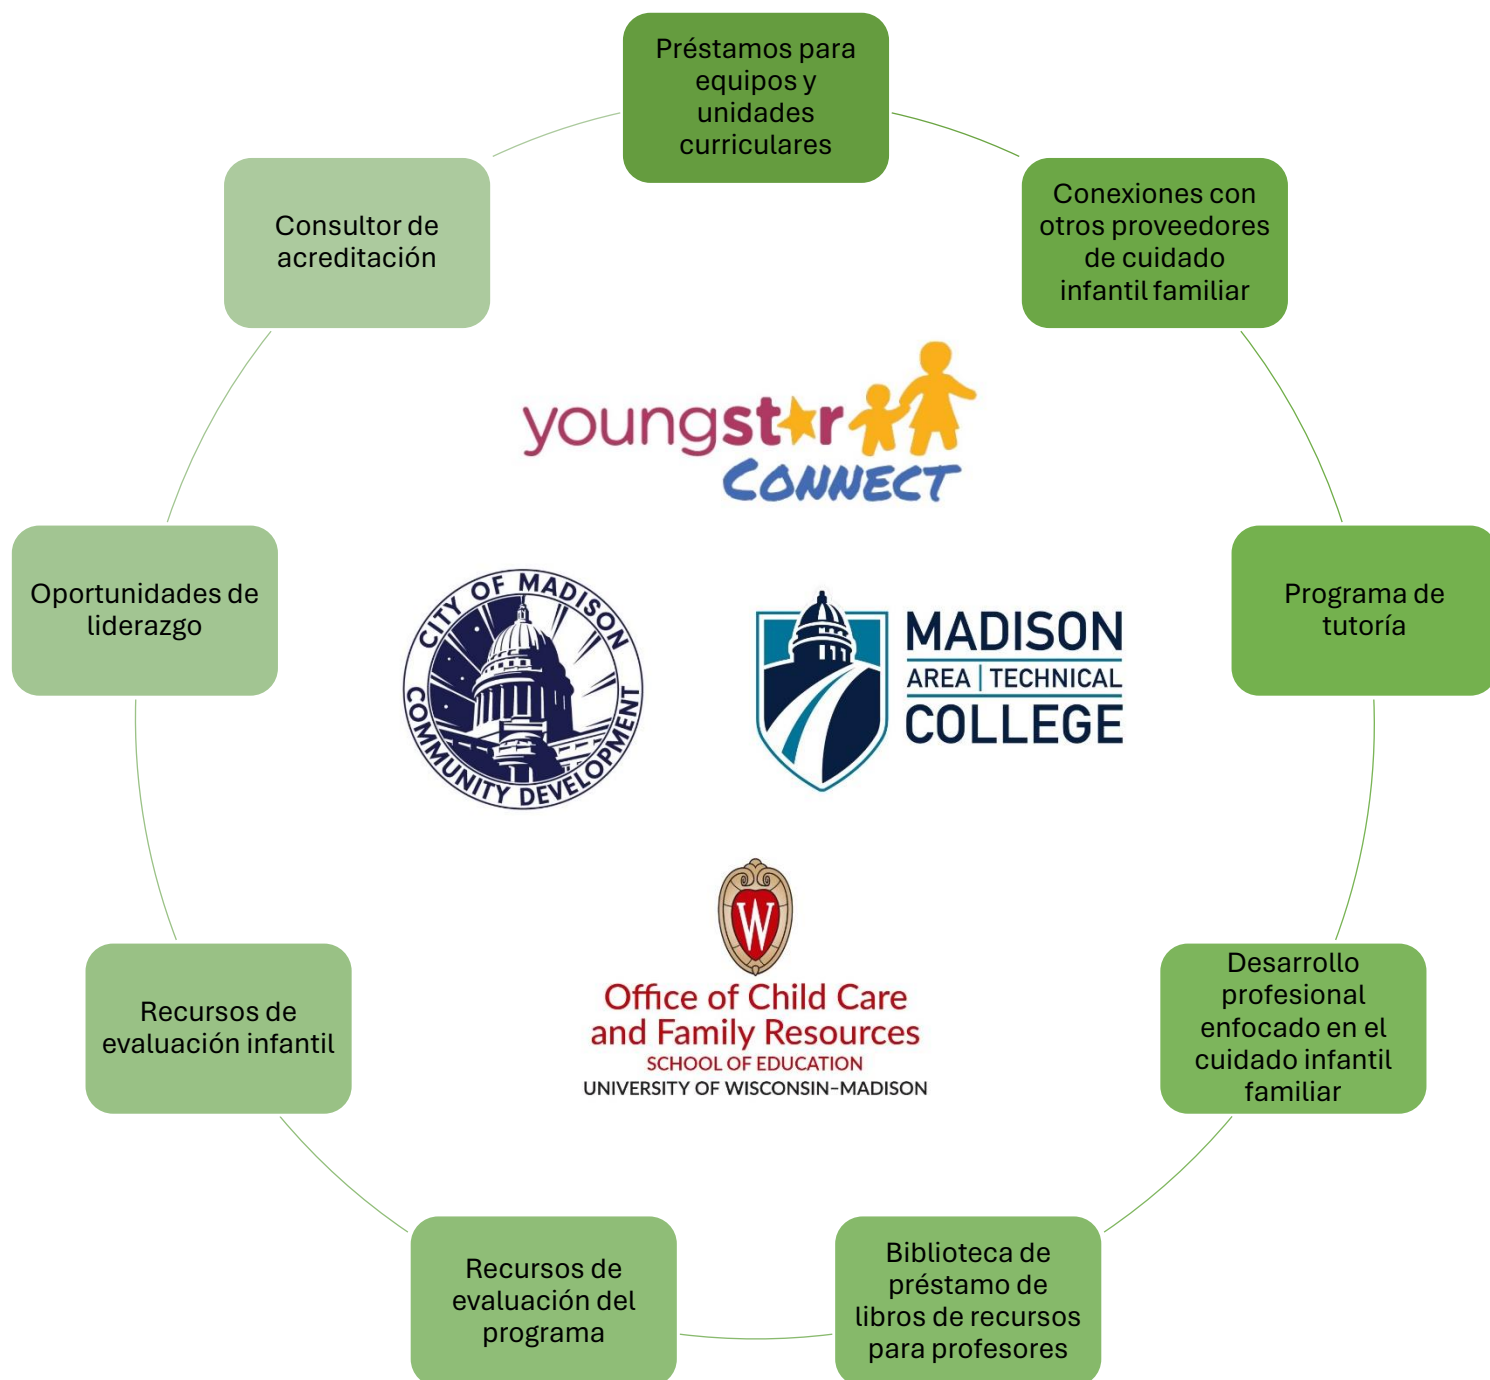 Préstamos para
equipos y
unidades
curriculares
Conexiones con
otros proveedores
de cuidado
infantil familiar
Programa de
tutoría
Desarrollo
profesional
enfocado en el
cuidado infantil
familiar
Biblioteca de
préstamo de
libros de recursos
para profesores
Recursos de
evaluación del
programa
Recursos de
evaluación infantil
Oportunidades de
liderazgo
Consultor de
acreditación
youngstar
CONNECT
CITY OF MADISON
COMMUNITY DEVELOPMENT
MADISON
AREA | TECHNICAL
COLLEGE
W
Office of Child Care
and Family Resources
SCHOOL OF EDUCATION
UNIVERSITY OF WISCONSIN–MADISON